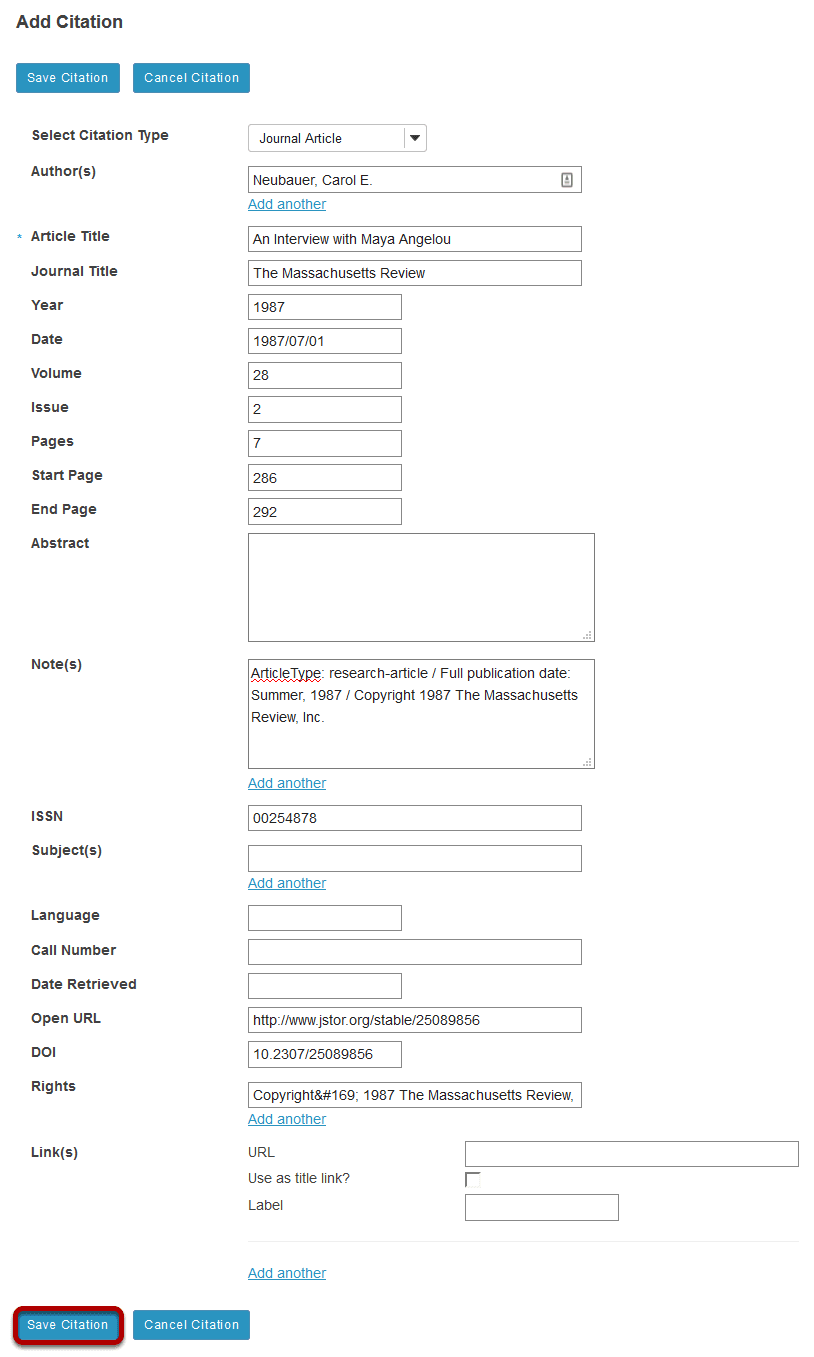 Add Citation
Save Citation Cancel Citation
Select Citation Type Journal Article
Author(s) Neubauer, Carol E.
Add another
* Article Title An Interview with Maya Angelou
Journal Title The Massachusetts Review
Year 1987
Date 1987/07/01
Volume 28
Issue 2
Pages 7
Start Page 286
End Page 292
Abstract
Note(s) ArticleType: research-article / Full publication date:
Summer, 1987 / Copyright 1987 The Massachusetts
Review, Inc.
Add another
ISSN 00254878
Subject(s)
Add another
Language
Call Number
Date Retrieved
Open URL http://www.jstor.org/stable/25089856
DOI 10.2307/25089856
Rights Copyright&#169; 1987 The Massachusetts Review,
Add another
Link(s) URL
Use as title link?
Label
Add another
Save Citation Cancel Citation